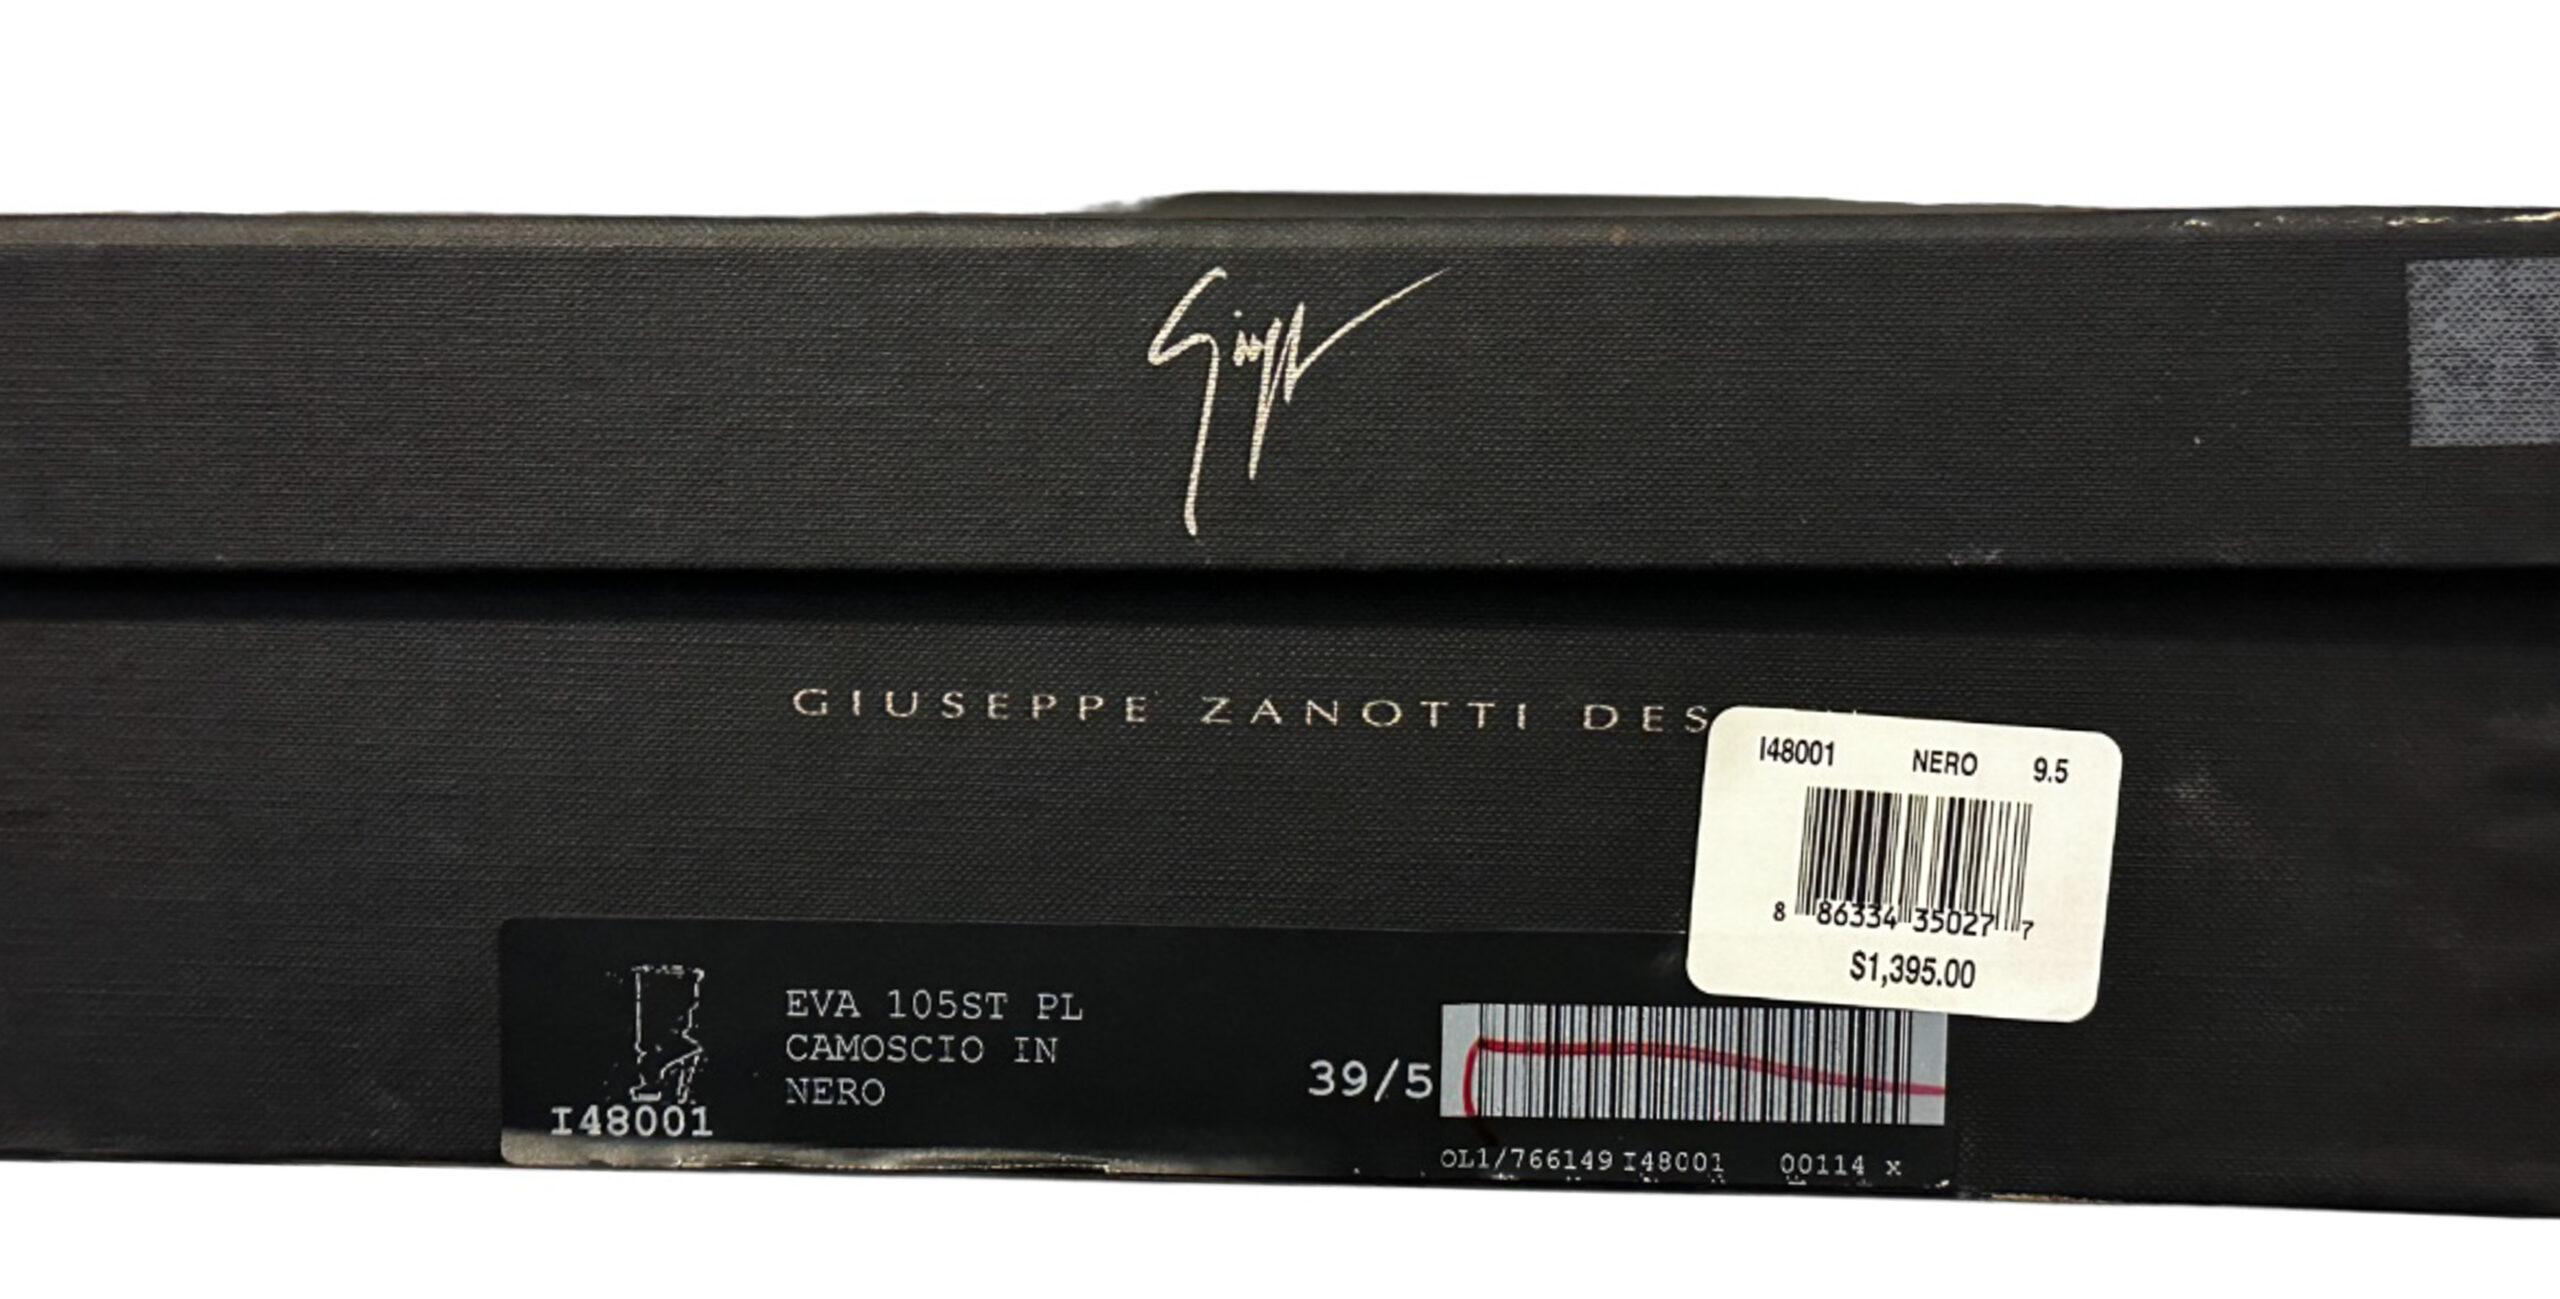 Giuseppe
GIUSEPPE ZANOTTI DES
I48001 NERO 9.5
8 86334 35027 7
$1,395.00
EVA 105ST PL
CAMOSCIO IN
NERO
I48001
39/5
OL1/766149 I48001 00114 x